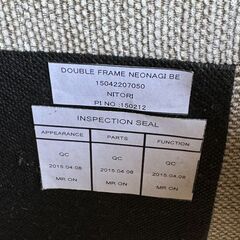 DOUBLE FRAME NEONAGI BE
15042207050
NITORI
PI NO :150212
INSPECTION SEAL
APPEARANCE PARTS FUNCTION
QC QC QC
2015.04.08 2015.04.08 2015.04.08
MR.ON MR.ON MR.ON